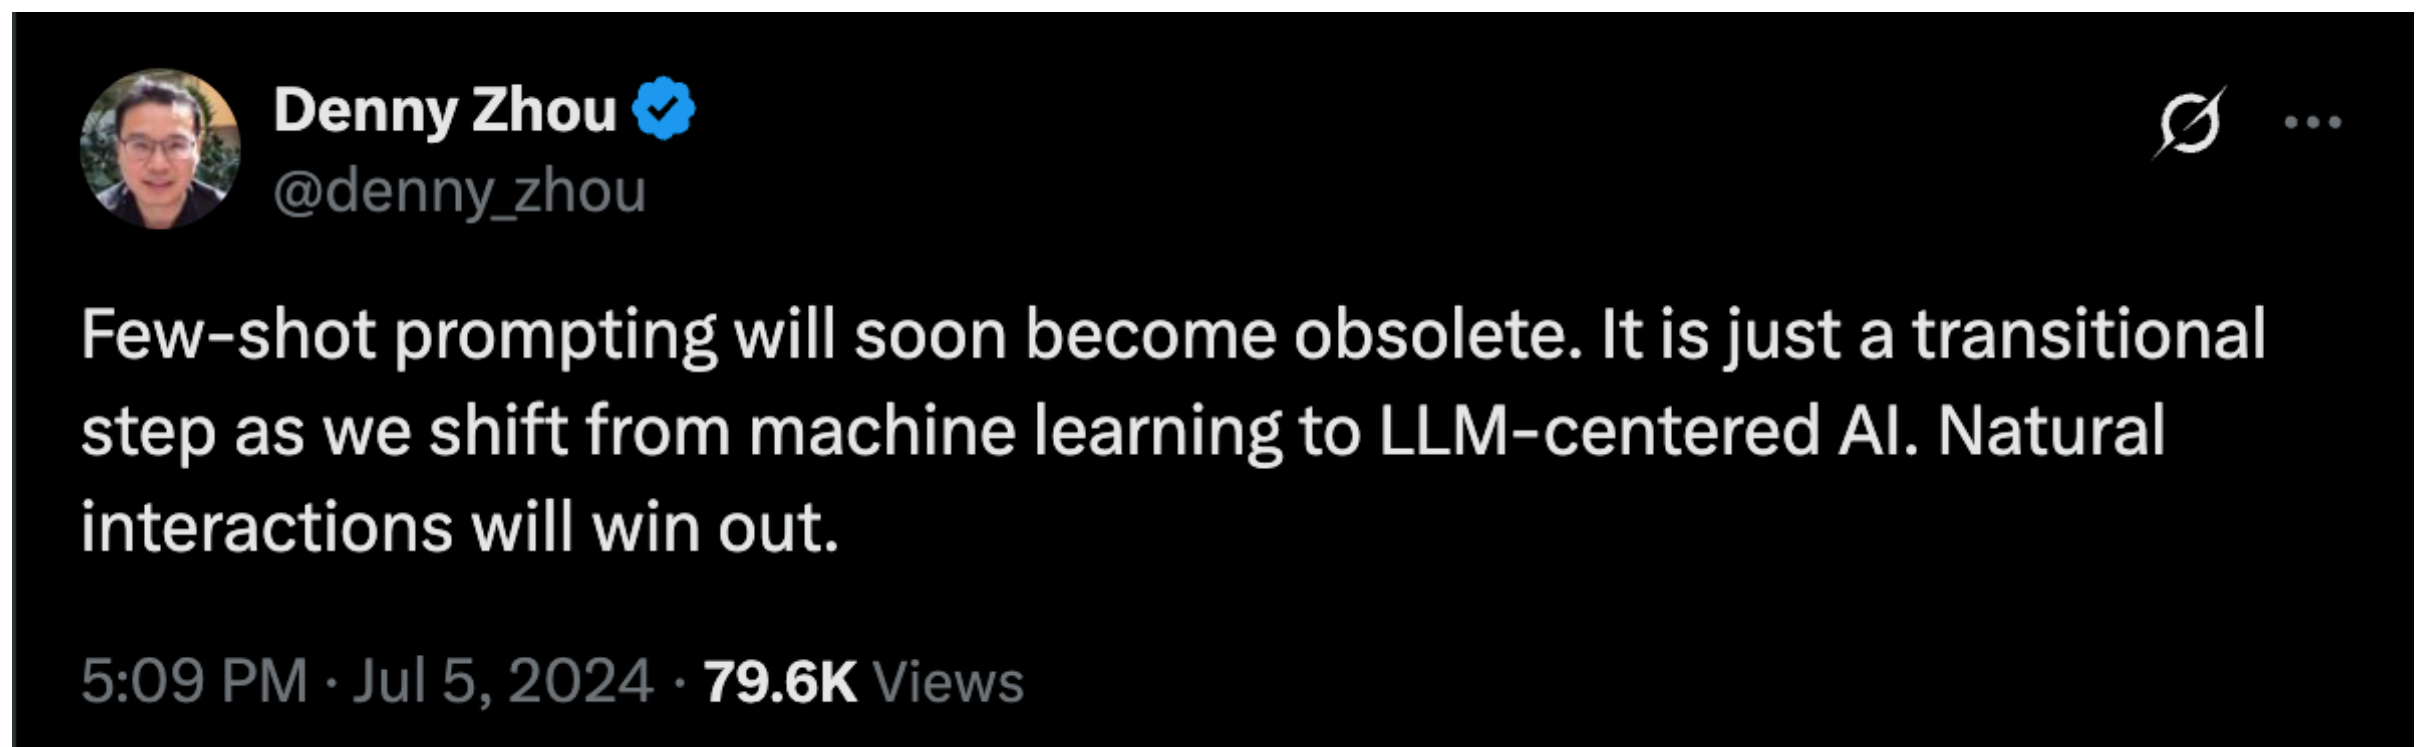 Denny Zhou
@denny_zhou
Few-shot prompting will soon become obsolete. It is just a transitional
step as we shift from machine learning to LLM-centered AI. Natural
interactions will win out.
5:09 PM · Jul 5, 2024 · 79.6K Views